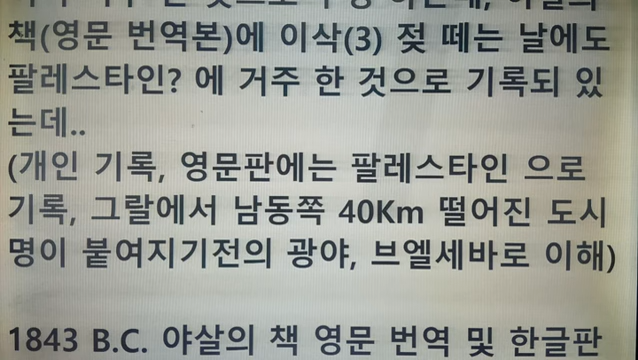 책(영문 번역본)에 이삭(3) 젖 떼는 날에도
팔레스타인? 에 거주 한 것으로 기록되 있
는데..
(개인 기록, 영문판에는 팔레스타인 으로
기록, 그랄에서 남동쪽 40Km 떨어진 도시
명이 붙여지기전의 광야, 브엘세바로 이해)
1843 B.C. 야살의 책 영문 번역 및 한글판